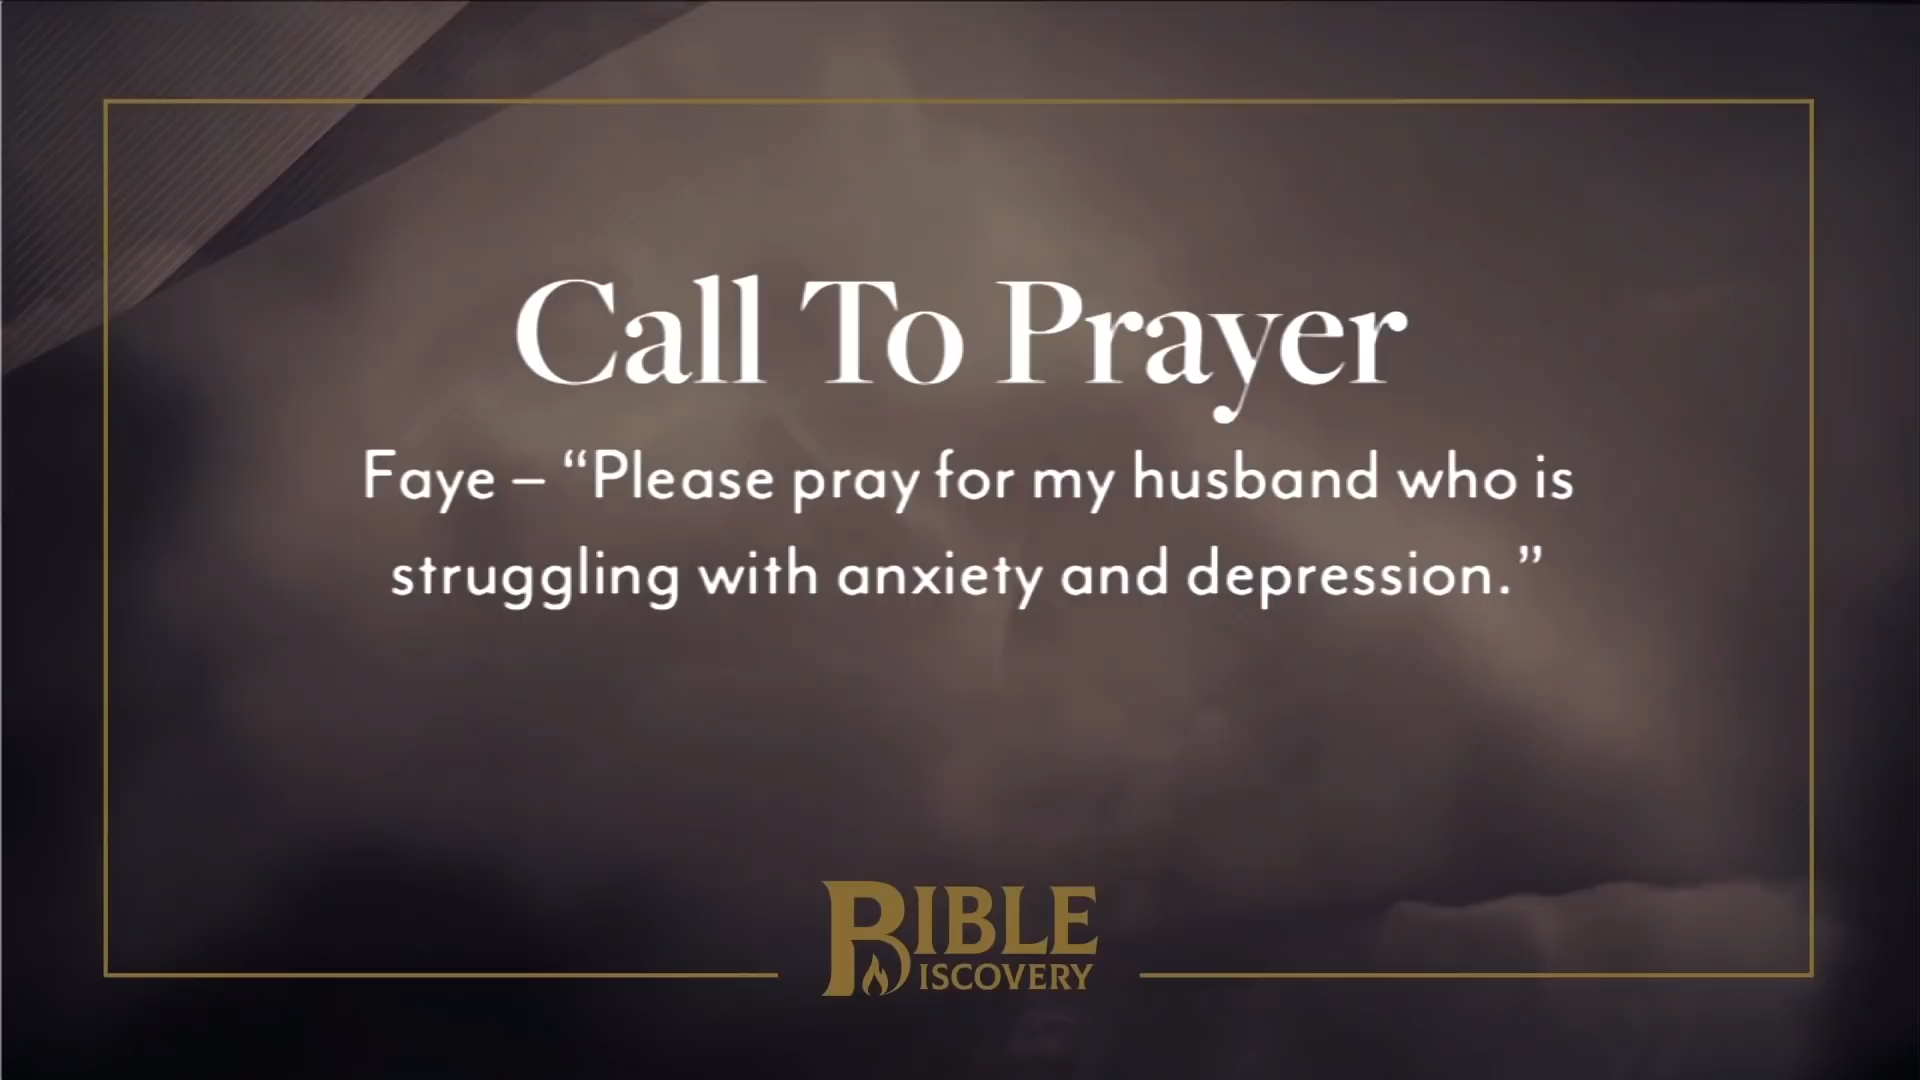 Call To Prayer
Faye – “Please pray for my husband who is
struggling with anxiety and depression.”
BIBLE
DISCOVERY